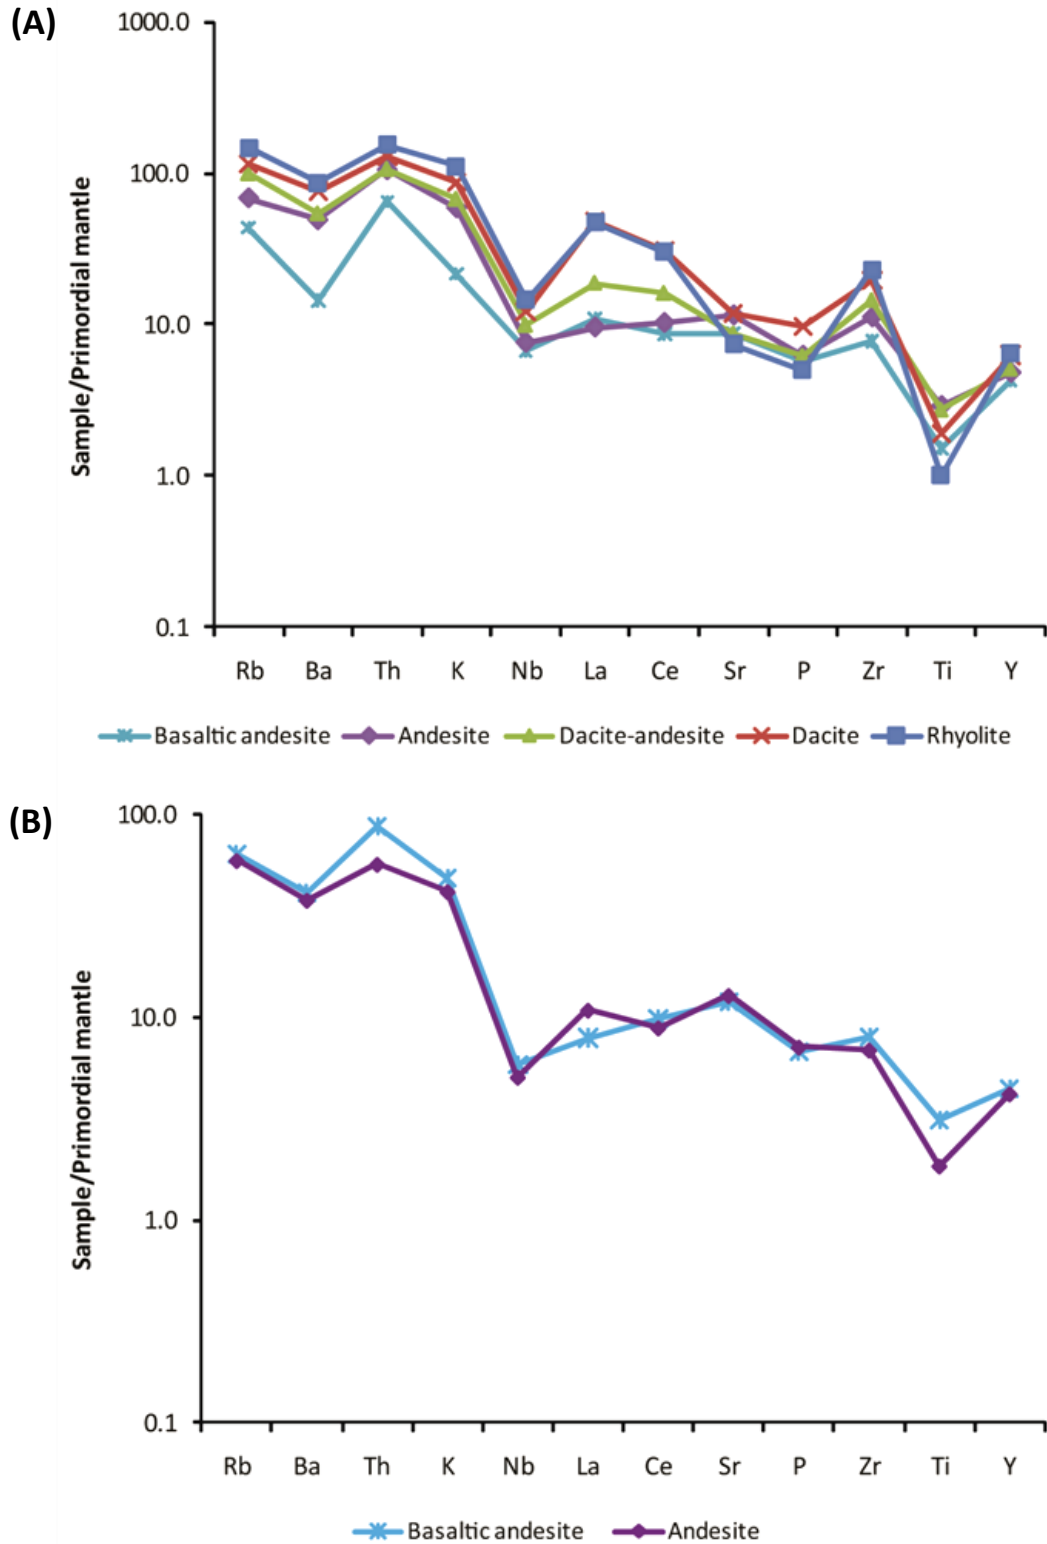 (A)
1000.0
100.0
10.0
1.0
0.1
Sample/Primordial mantle
Rb Ba Th K Nb La Ce Sr P Zr Ti Y
Basaltic andesite Andesite Dacite-andesite Dacite Rhyolite
(B)
100.0
10.0
1.0
0.1
Sample/Primordial mantle
Rb Ba Th K Nb La Ce Sr P Zr Ti Y
Basaltic andesite Andesite